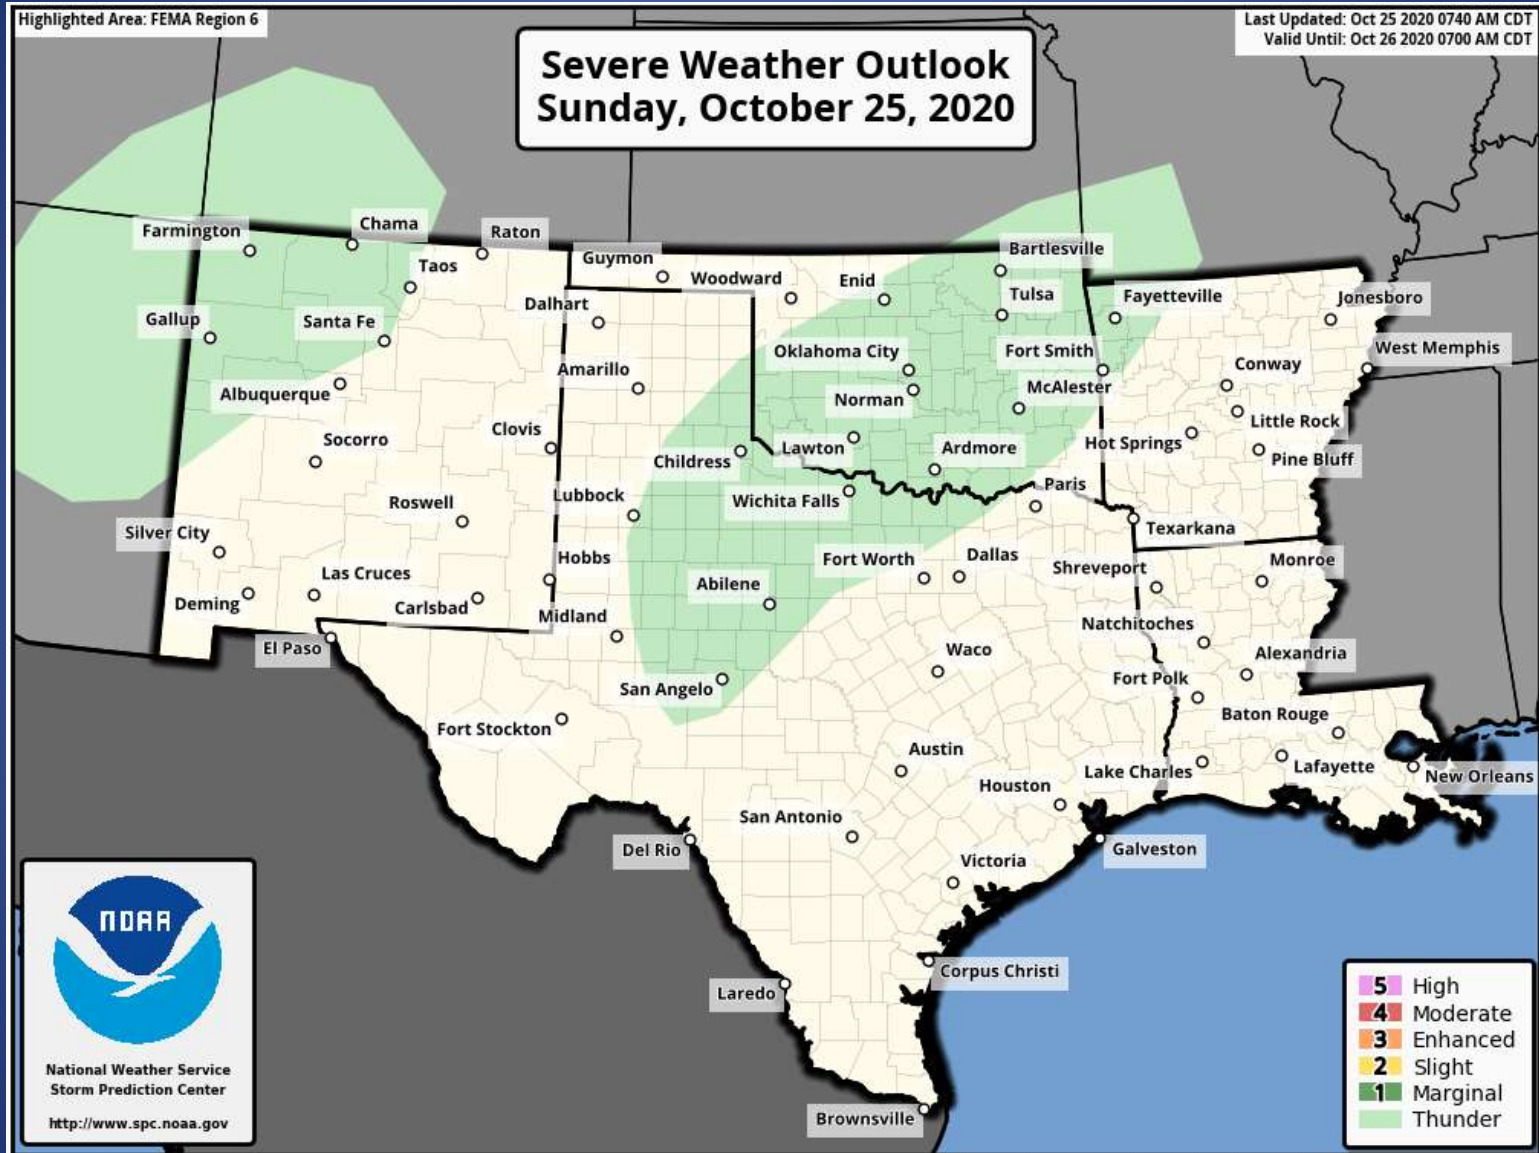 Highlighted Area: FEMA Region 6
Last Updated: Oct 25 2020 0740 AM CDT
Valid Until: Oct 26 2020 0700 AM CDT
Severe Weather Outlook
Sunday, October 25, 2020
Farmington
Chama
Raton
Taos
Guymon
Woodward
Enid
Bartlesville
Gallup
Santa Fe
Dalhart
Tulsa
Fayetteville
Jonesboro
Albuquerque
Amarillo
Oklahoma City
Fort Smith
Conway
West Memphis
Norman
McAlester
Socorro
Clovis
Childress
Lawton
Ardmore
Hot Springs
Little Rock
Pine Bluff
Roswell
Lubbock
Wichita Falls
Paris
Texarkana
Silver City
Las Cruces
Hobbs
Abilene
Fort Worth
Dallas
Shreveport
Monroe
Deming
Carlsbad
Midland
Natchitoches
El Paso
San Angelo
Waco
Fort Polk
Alexandria
Fort Stockton
Austin
Baton Rouge
Houston
Lake Charles
Lafayette
New Orleans
Del Rio
San Antonio
Victoria
Galveston
Laredo
Corpus Christi
Brownsville
NOAA
National Weather Service
Storm Prediction Center
http://www.spc.noaa.gov
5 High
4 Moderate
3 Enhanced
2 Slight
1 Marginal
Thunder